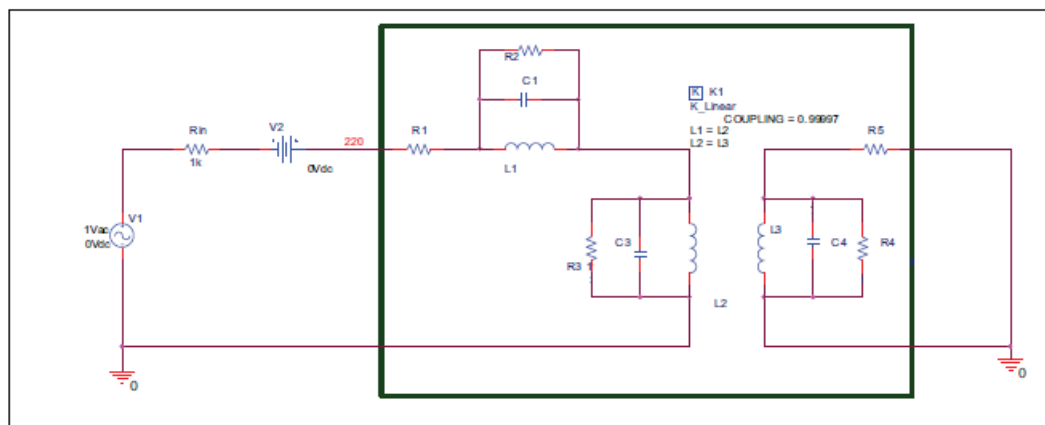 R2
C1
K K1
K_Linear
COUPLING = 0.99997
L1 = L2
L2 = L3
Rin
1k
V2
0Vdc
220
R1
L1
R5
V1
1Vac
0Vdc
R3 1
C3
L3
C4
R4
L2
0
0